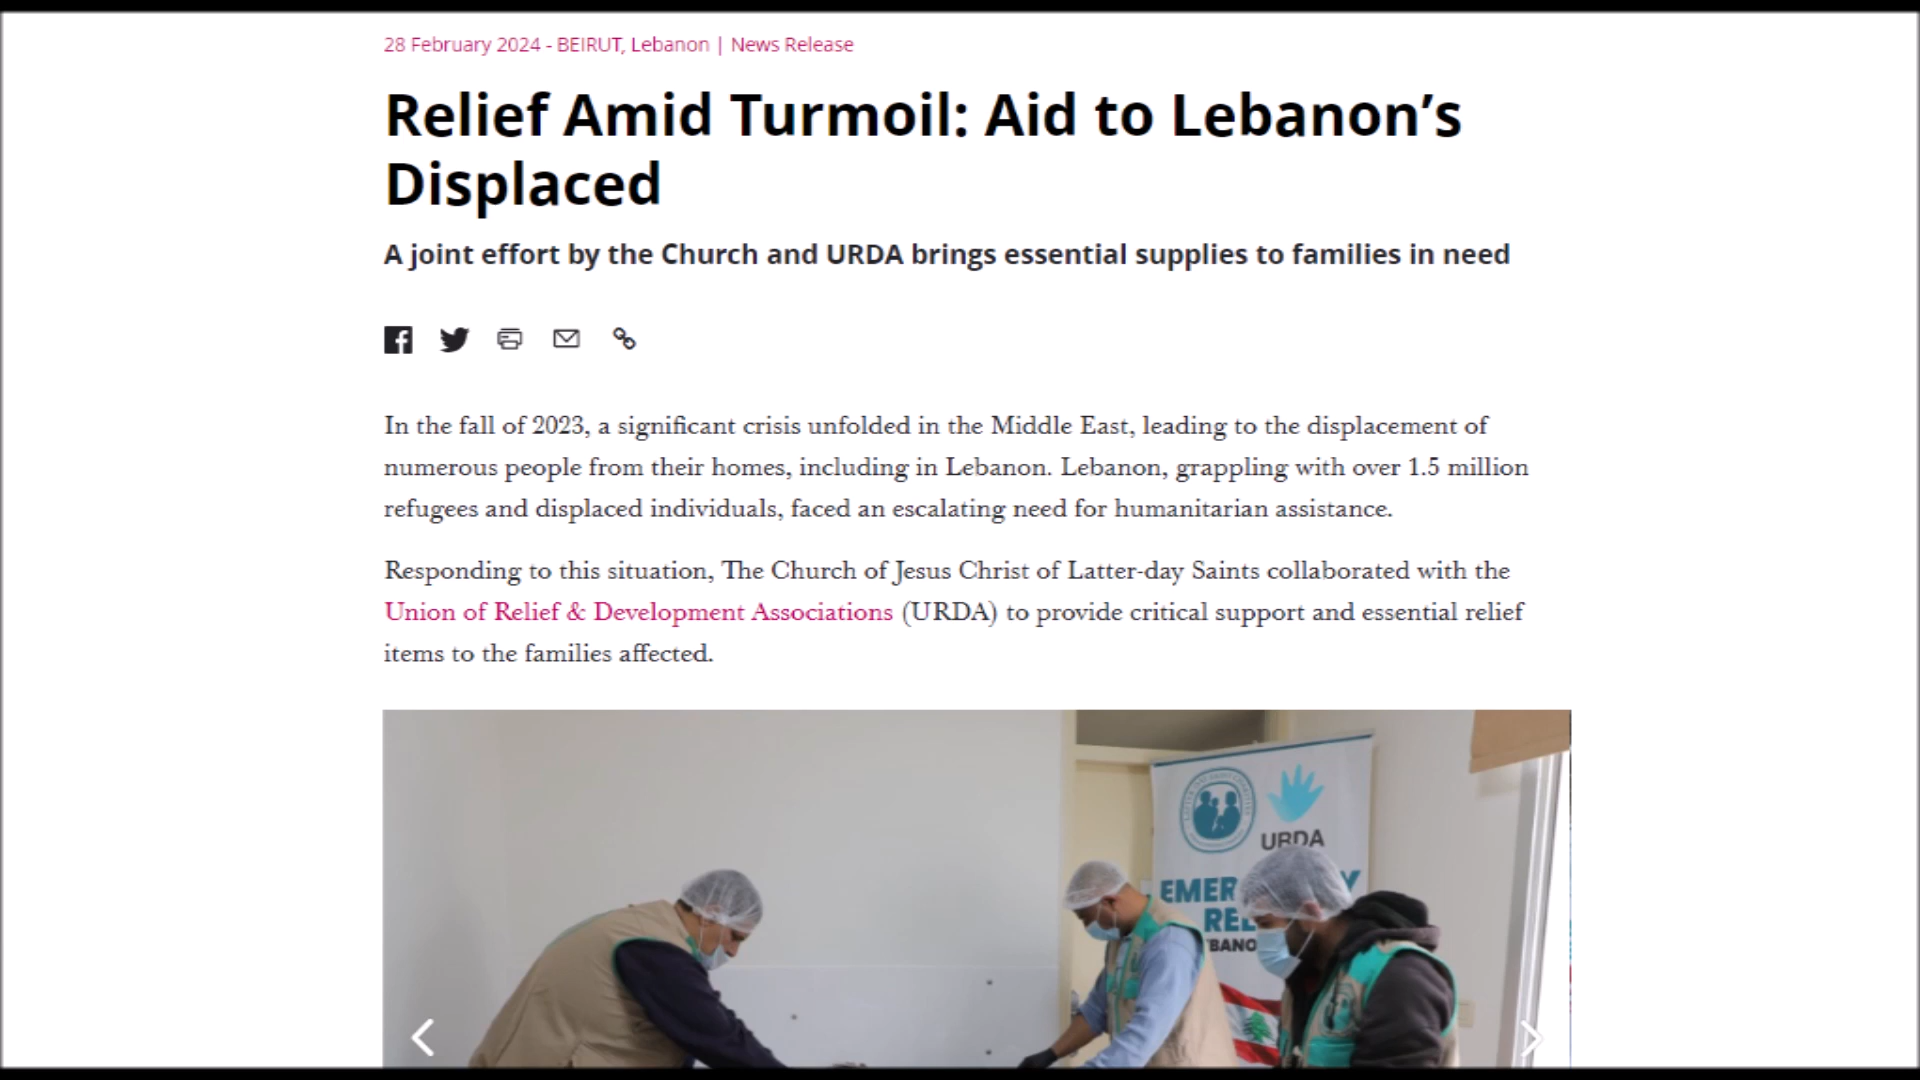 28 February 2024 - BEIRUT, Lebanon | News Release
Relief Amid Turmoil: Aid to Lebanon’s
Displaced
A joint effort by the Church and URDA brings essential supplies to families in need
In the fall of 2023, a significant crisis unfolded in the Middle East, leading to the displacement of
numerous people from their homes, including in Lebanon. Lebanon, grappling with over 1.5 million
refugees and displaced individuals, faced an escalating need for humanitarian assistance.
Responding to this situation, The Church of Jesus Christ of Latter-day Saints collaborated with the
Union of Relief & Development Associations (URDA) to provide critical support and essential relief
items to the families affected.
URDA